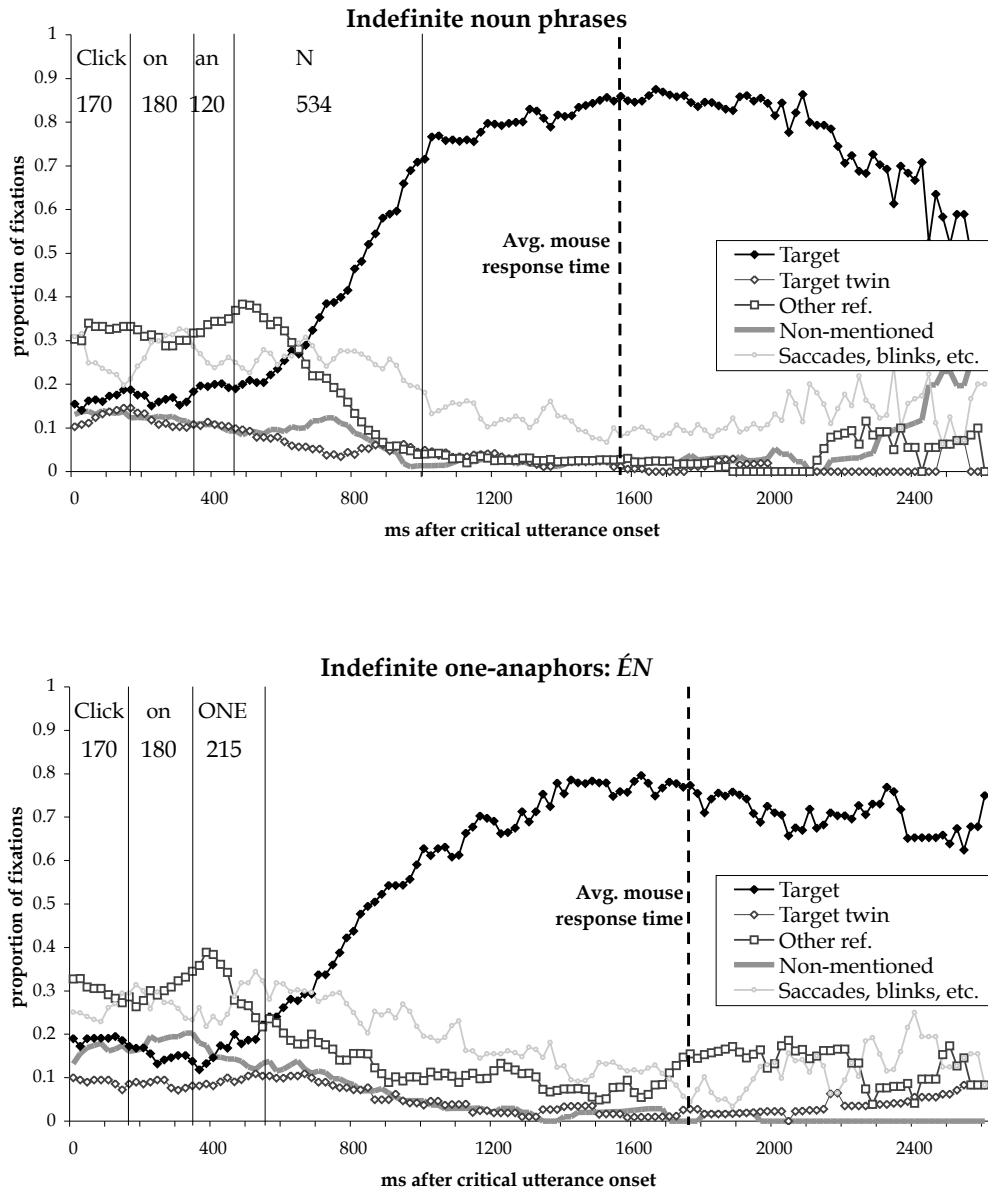 Indefinite noun phrases
1
0.9
0.8
0.7
0.6
0.5
0.4
0.3
0.2
0.1
0
proportion of fixations
Click on an N
170 180 120 534
Avg. mouse
response time
Target
Target twin
Other ref.
Non-mentioned
Saccades, blinks, etc.
0 400 800 1200 1600 2000 2400
ms after critical utterance onset
Indefinite one-anaphors: ÉN
1
0.9
0.8
0.7
0.6
0.5
0.4
0.3
0.2
0.1
0
proportion of fixations
Click on ONE
170 180 215
Avg. mouse
response time
Target
Target twin
Other ref.
Non-mentioned
Saccades, blinks, etc.
0 400 800 1200 1600 2000 2400
ms after critical utterance onset